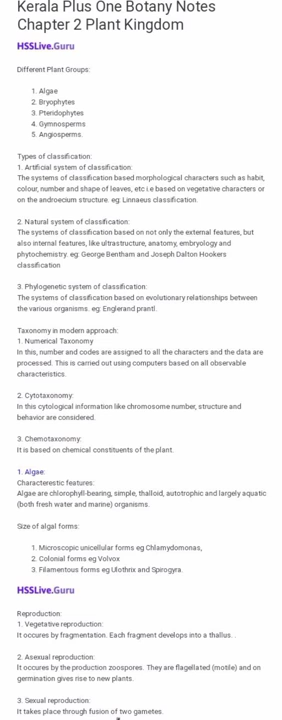 Kerala Plus One Botany Notes
Chapter 2 Plant Kingdom
HSSLive.Guru
Different Plant Groups:
1. Algae
2. Bryophytes
3. Pteridophytes
4. Gymnosperms
5. Angiosperms.
Types of classification:
1. Artificial system of classification:
The systems of classification based morphological characters such as habit,
colour, number and shape of leaves, etc i.e based on vegetative characters or
on the androecium structure. eg: Linnaeus classification.
2. Natural system of classification:
The systems of classification based on not only the external features, but
also internal features, like ultrastructure, anatomy, embryology and
phytochemistry. eg: George Bentham and Joseph Dalton Hookers
classification
3. Phylogenetic system of classification:
The systems of classification based on evolutionary relationships between
the various organisms. eg: Englerand prantl.
Taxonomy in modern approach:
1. Numerical Taxonomy
In this, number and codes are assigned to all the characters and the data are
processed. This is carried out using computers based on all observable
characteristics.
2. Cytotaxonomy:
In this cytological information like chromosome number, structure and
behavior are considered.
3. Chemotaxonomy:
It is based on chemical constituents of the plant.
1. Algae:
Characterestic features:
Algae are chlorophyll-bearing, simple, thalloid, autotrophic and largely aquatic
(both fresh water and marine) organisms.
Size of algal forms:
1. Microscopic unicellular forms eg Chlamydomonas,
2. Colonial forms eg Volvox
3. Filamentous forms eg Ulothrix and Spirogyra.
HSSLive.Guru
Reproduction:
1. Vegetative reproduction:
It occures by fragmentation. Each fragment develops into a thallus. .
2. Asexual reproduction:
It occures by the production zoospores. They are flagellated (motile) and on
germination gives rise to new plants.
3. Sexual reproduction:
It takes place through fusion of two gametes.